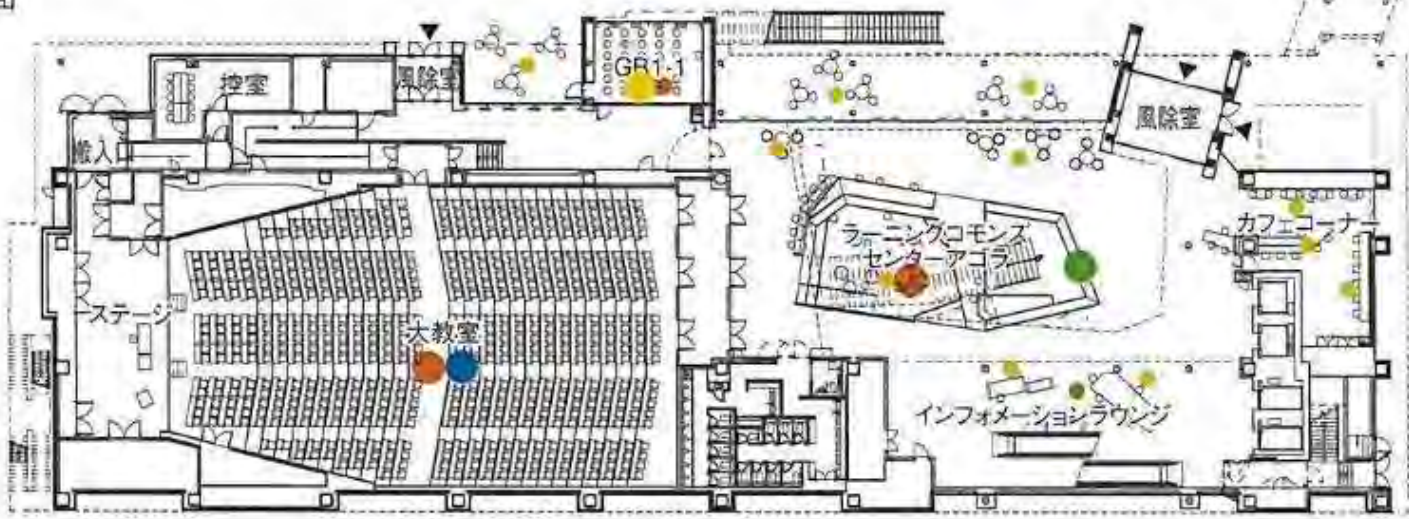 控室
風除室
GR1-1
風除室
搬入
ラーニングコモンズ
センターアゴラ
カフェコーナー
ステージ
大教室
インフォメーションラウンジ